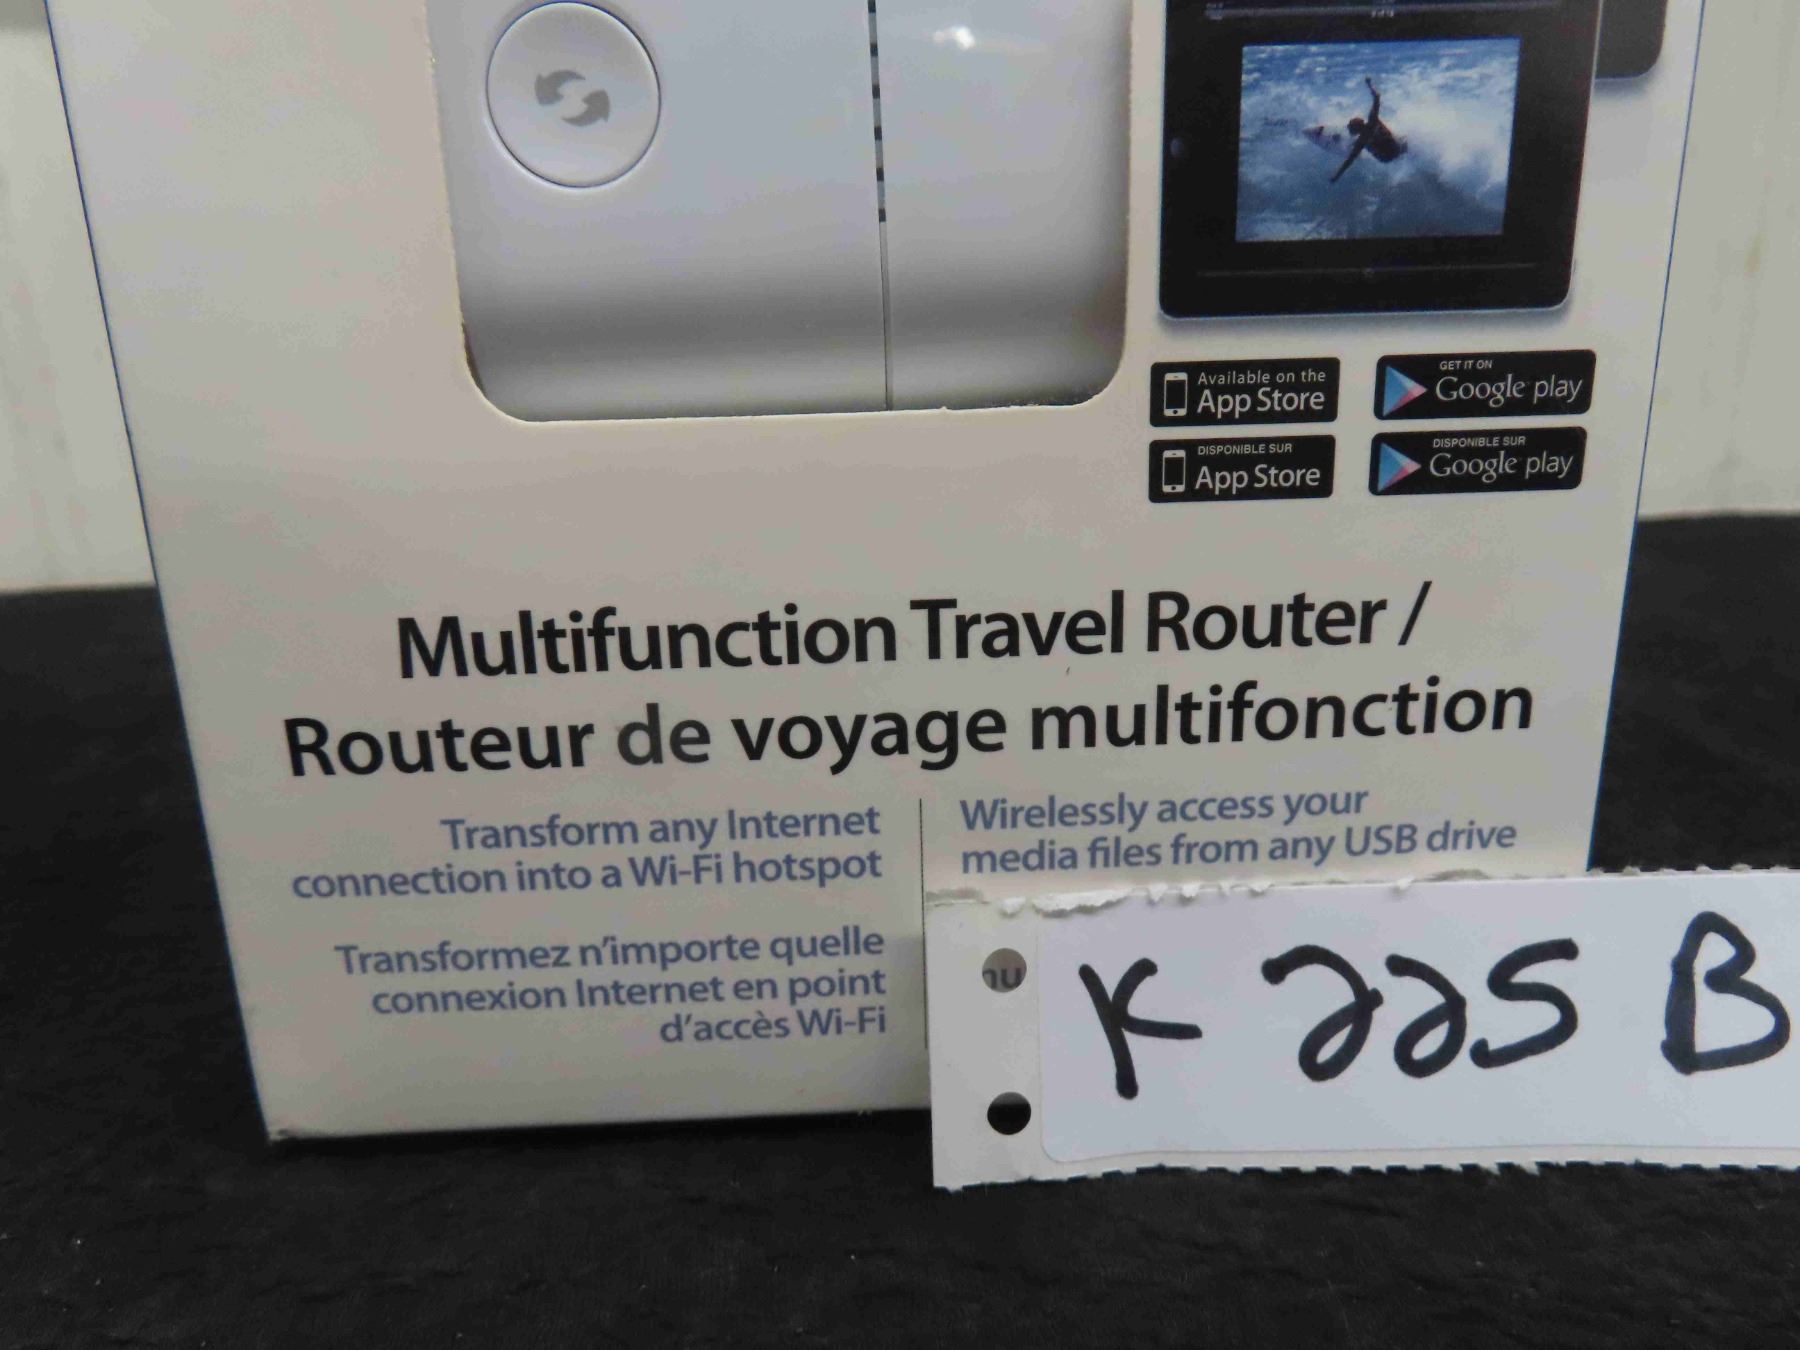 Available on the
App Store
GET IT ON
Google play
DISPONIBLE SUR
App Store
DISPONIBLE SUR
Google play
Multifunction Travel Router /
Routeur de voyage multifonction
Transform any Internet
connection into a Wi-Fi hotspot
Transformez n'importe quelle
connexion Internet en point
d'accès Wi-Fi
Wirelessly access your
media files from any USB drive
nu
K 225 B